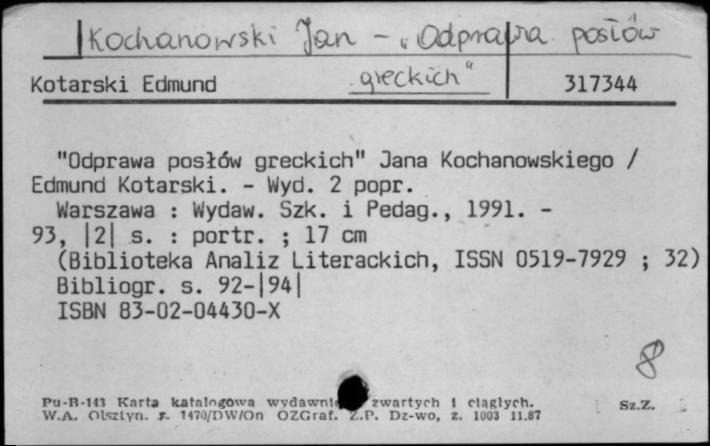 Kochanowski Jan - „Odprawa posłów
greckich"
Kotarski Edmund 317344
"Odprawa posłów greckich" Jana Kochanowskiego /
Edmund Kotarski. - Wyd. 2 popr.
Warszawa : Wydaw. Szk. i Pedag., 1991. -
93, |2| s. : portr. ; 17 cm
(Biblioteka Analiz Literackich, ISSN 0519-7929 ; 32)
Bibliogr. s. 92-|94|
ISBN 83-02-04430-X
8
Pu-B-143 Karta katalogowa zwartych i ciągłych.
W.A. Olsztyn. z. 1470/DW/On OZGraf. Z.P. Dz-wo, z. 1003 11.87 Sz.Z.